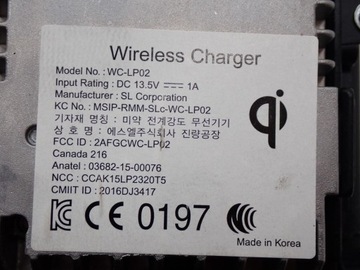 Wireless Charger
Model No.: WC-LP02
Input Rating : DC 13.5V ⎓ 1A
Manufacturer : SL Corporation
KC No.: MSIP-RMM-SLc-WC-LP02
기자재 명칭 : 미약 전계강도 무선기기
상 호 명 : 에스엘주식회사 진량공장
FCC ID : 2AFGCWC-LP02
Canada 216
Anatel : 03682-15-00076
NCC : CCAK15LP2320T5
CMIIT ID : 2016DJ3417
qi
KC CE 0197
Made in Korea